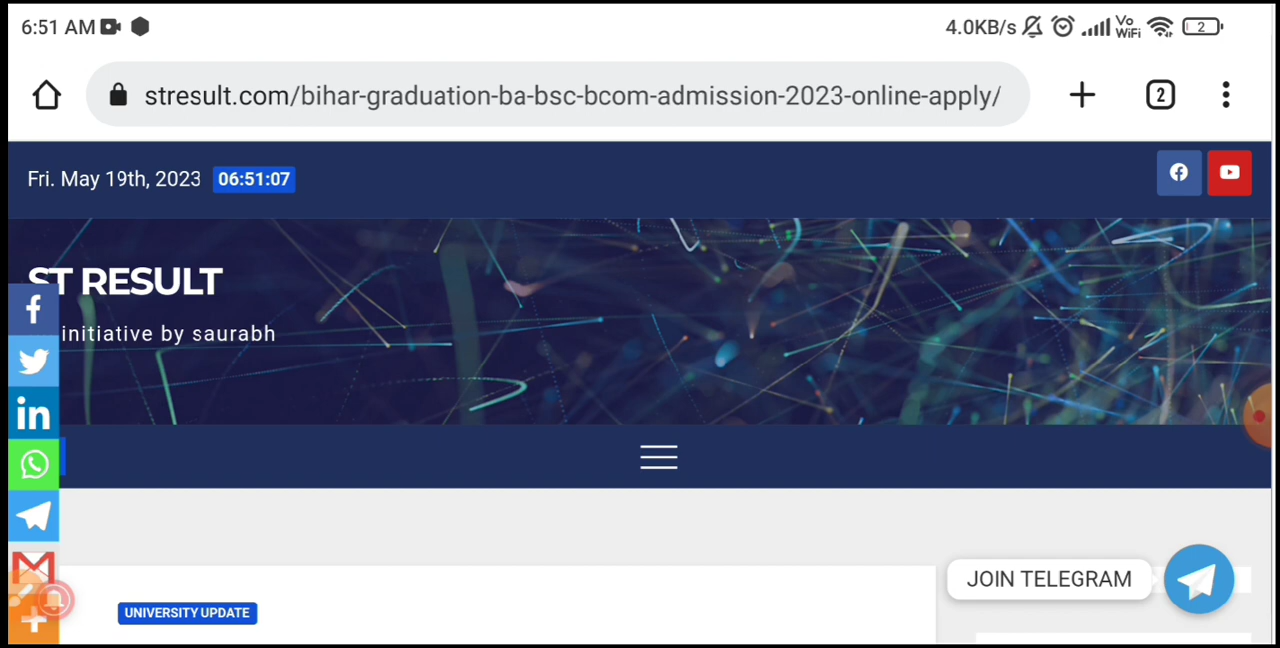 6:51 AM
4.0KB/s
Vo
WiFi
2
stresult.com/bihar-graduation-ba-bsc-bcom-admission-2023-online-apply/
2
Fri. May 19th, 2023 06:51:07
ST RESULT
initiative by saurabh
in
JOIN TELEGRAM
UNIVERSITY UPDATE